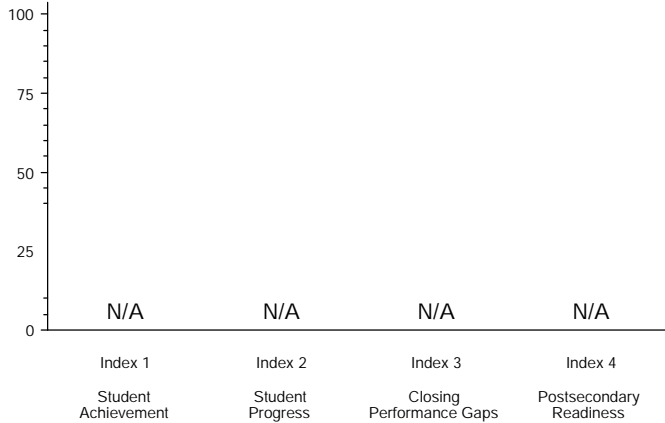 100
75
50
25
0
N/A N/A N/A N/A
Index 1 Index 2 Index 3 Index 4
Student Student Closing Postsecondary
Achievement Progress Performance Gaps Readiness